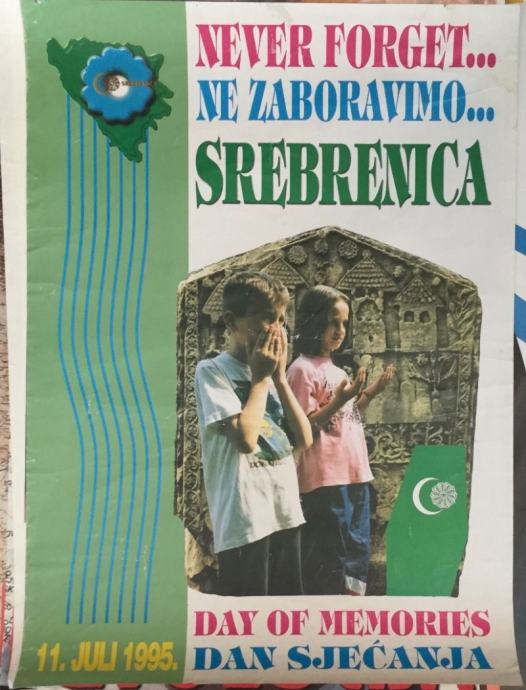 NEVER FORGET...
NE ZABORAVIMO...
SREBRENICA
DAY OF MEMORIES
11. JULI 1995.
DAN SJEĆANJA